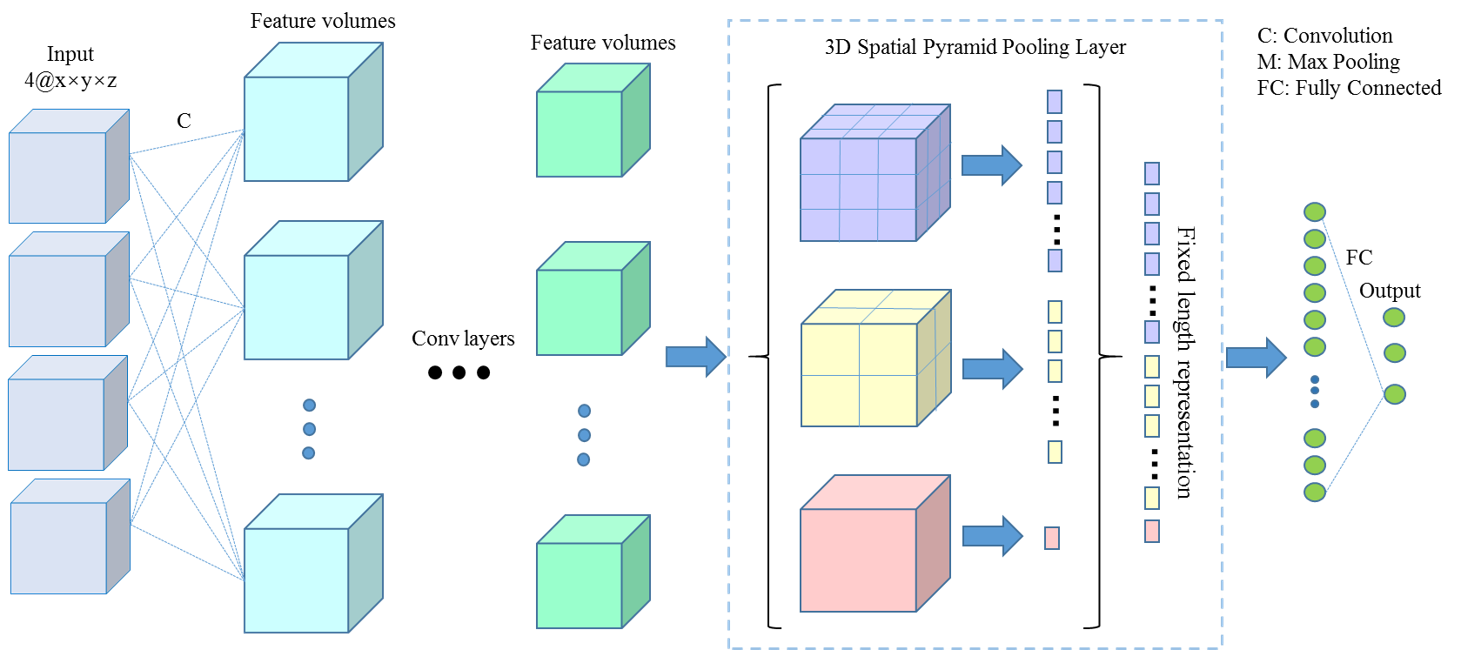 Input
4@x×y×z
C
Feature volumes
Conv layers
Feature volumes
3D Spatial Pyramid Pooling Layer
Fixed length representation
FC
Output
C: Convolution
M: Max Pooling
FC: Fully Connected